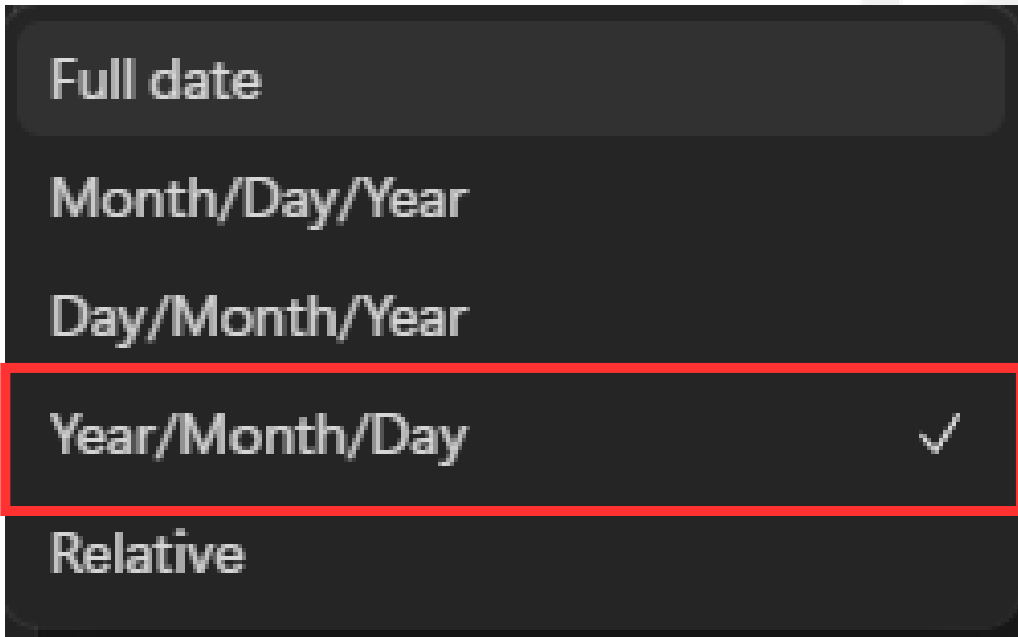 Full date
Month/Day/Year
Day/Month/Year
Year/Month/Day
Relative